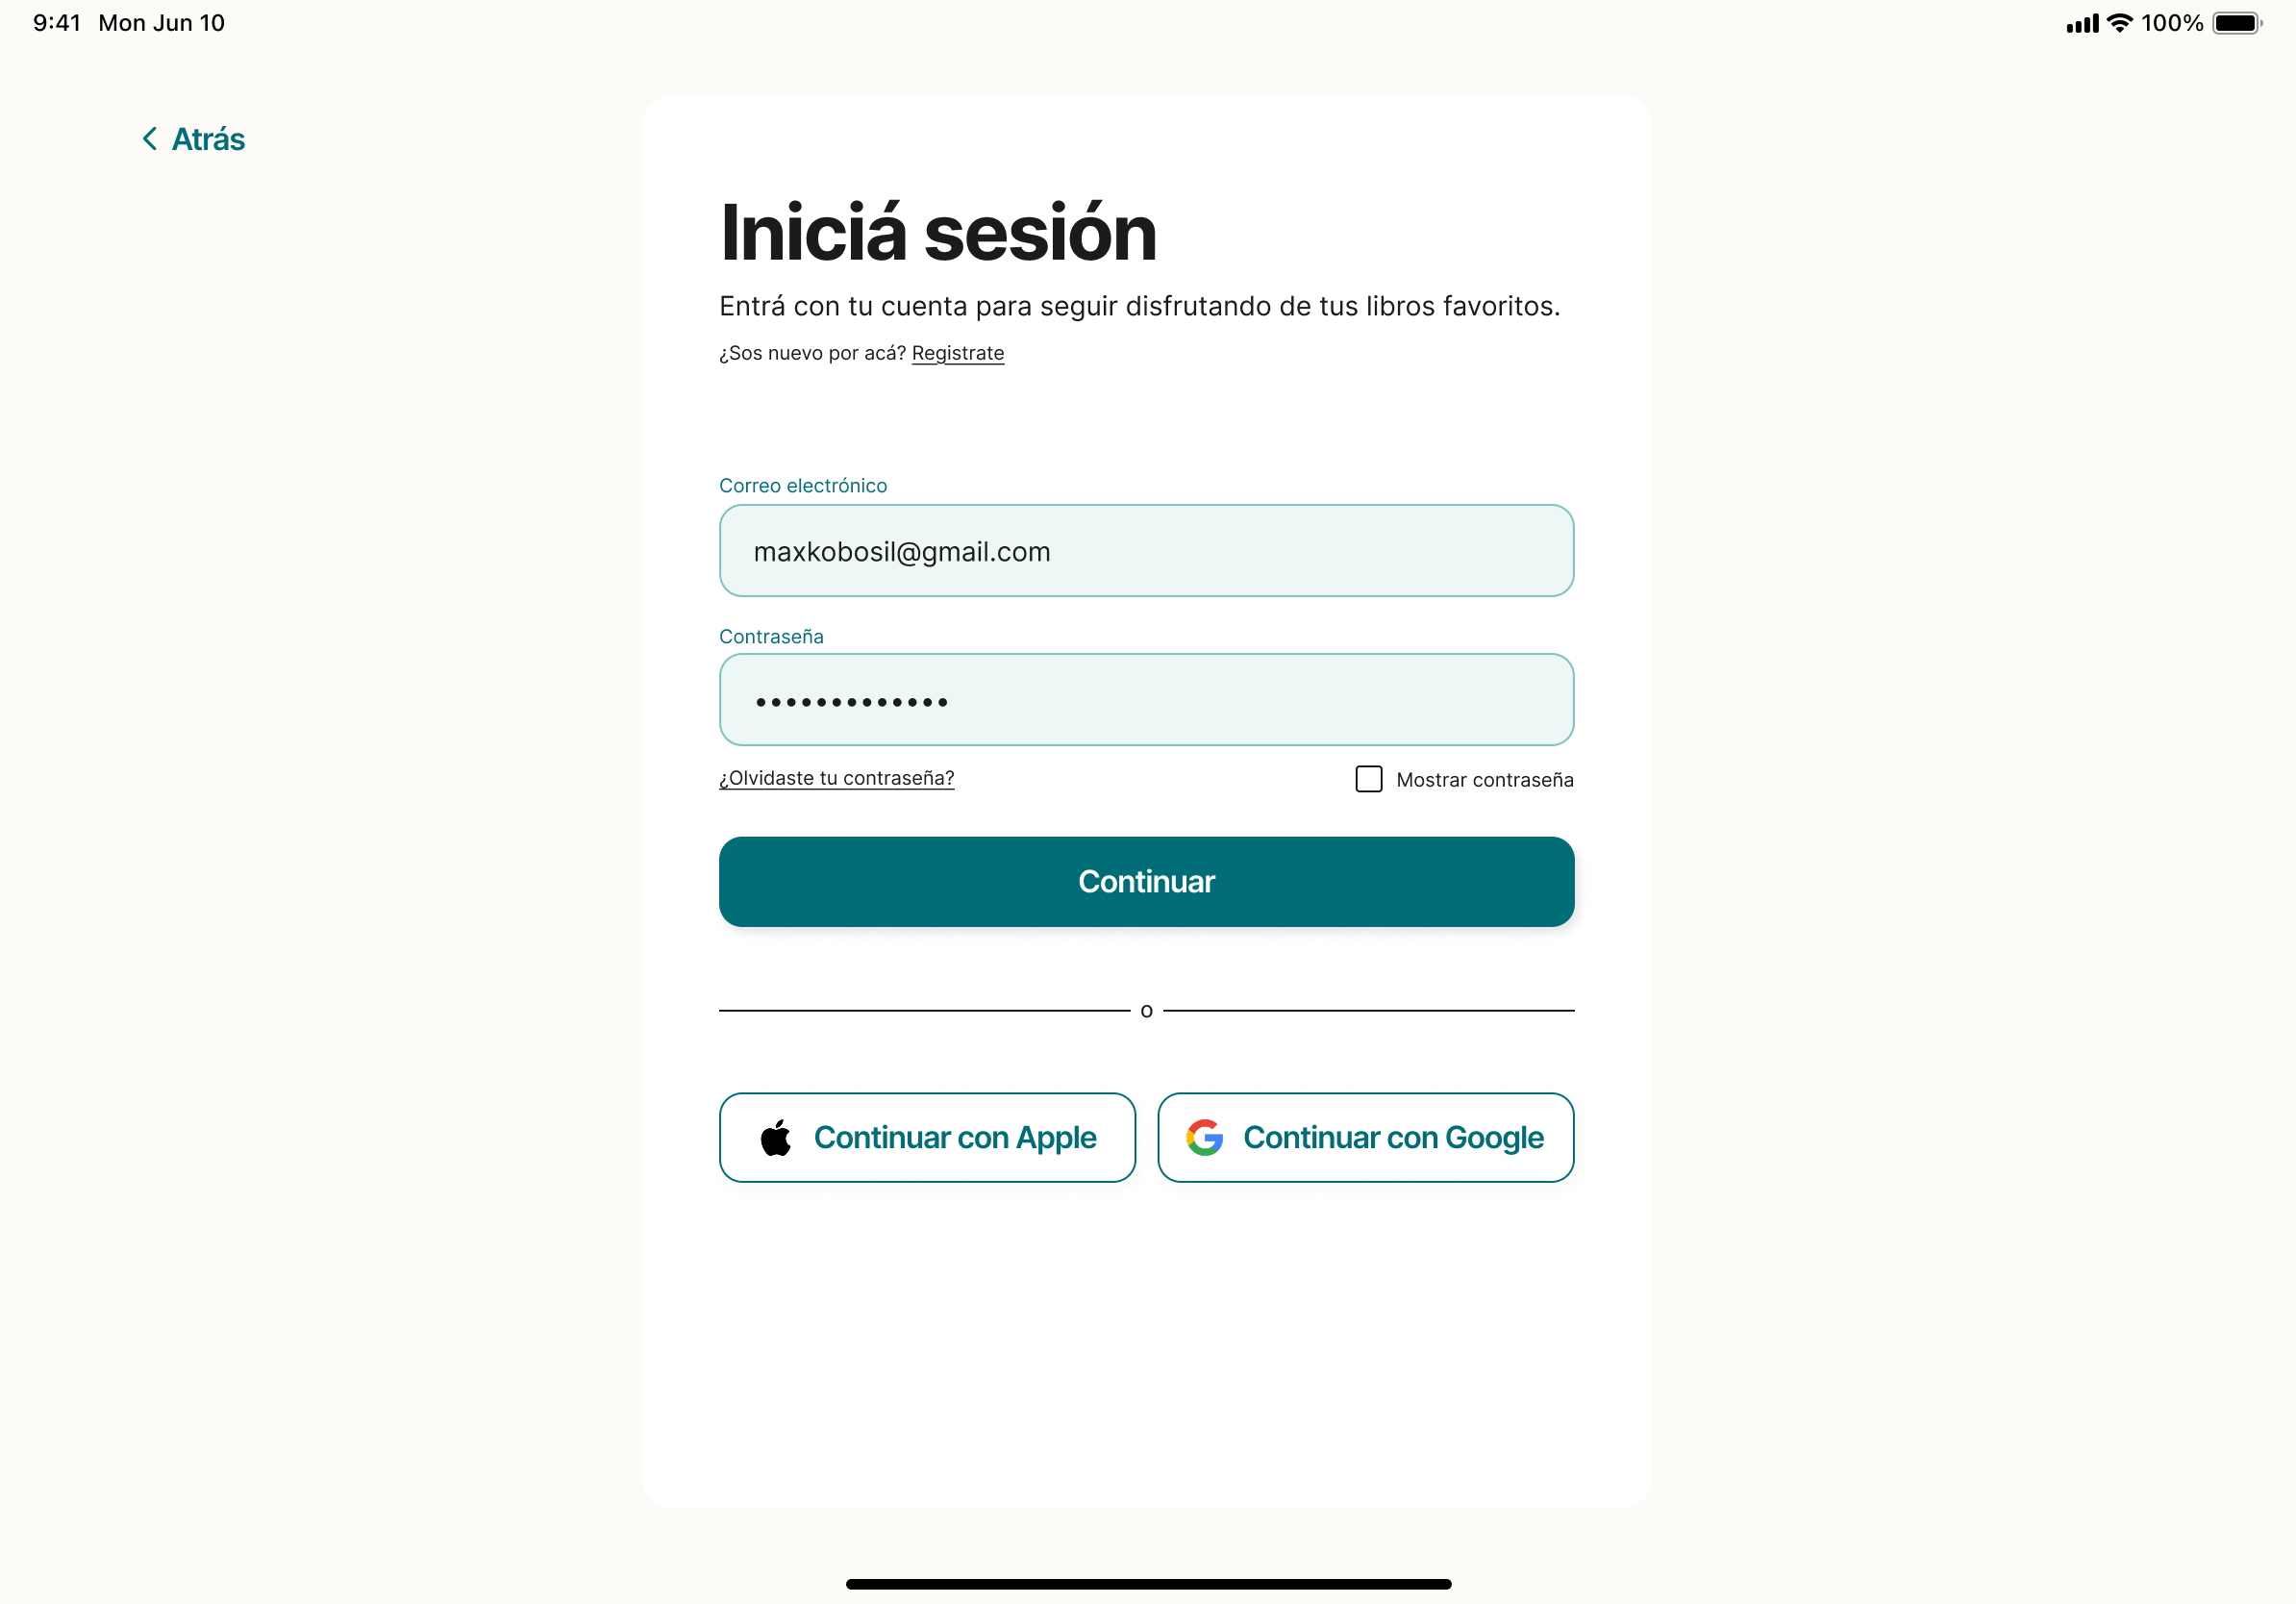 9:41 Mon Jun 10
100%
Atrás
Iniciá sesión
Entrá con tu cuenta para seguir disfrutando de tus libros favoritos.
¿Sos nuevo por acá? Registrate
Correo electrónico
maxkobosil@gmail.com
Contraseña
•••••••••••••
¿Olvidaste tu contraseña?
Mostrar contraseña
Continuar
o
Continuar con Apple
Continuar con Google